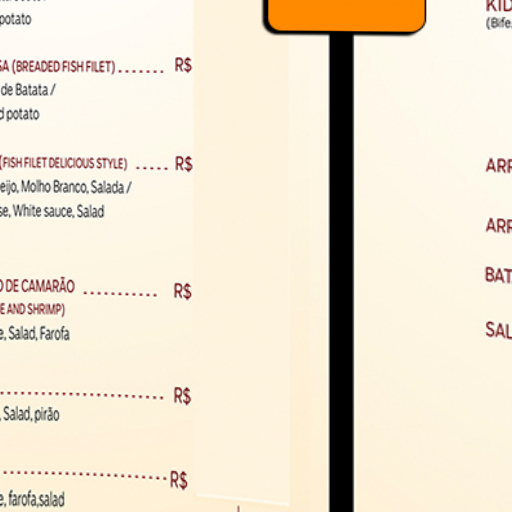 potato
SA (BREADED FISH FILET)....... R$
de Batata /
d potato
(FISH FILET DELICIOUS STYLE) ..... R$
eijo, Molho Branco, Salada /
se, White sauce, Salad
O DE CAMARÃO ........... R$
E AND SHRIMP)
e, Salad, Farofa
R$
, Salad, pirão
R$
e, farofa,salad
KID
(Bife,
ARR
ARR
BAT
SAL